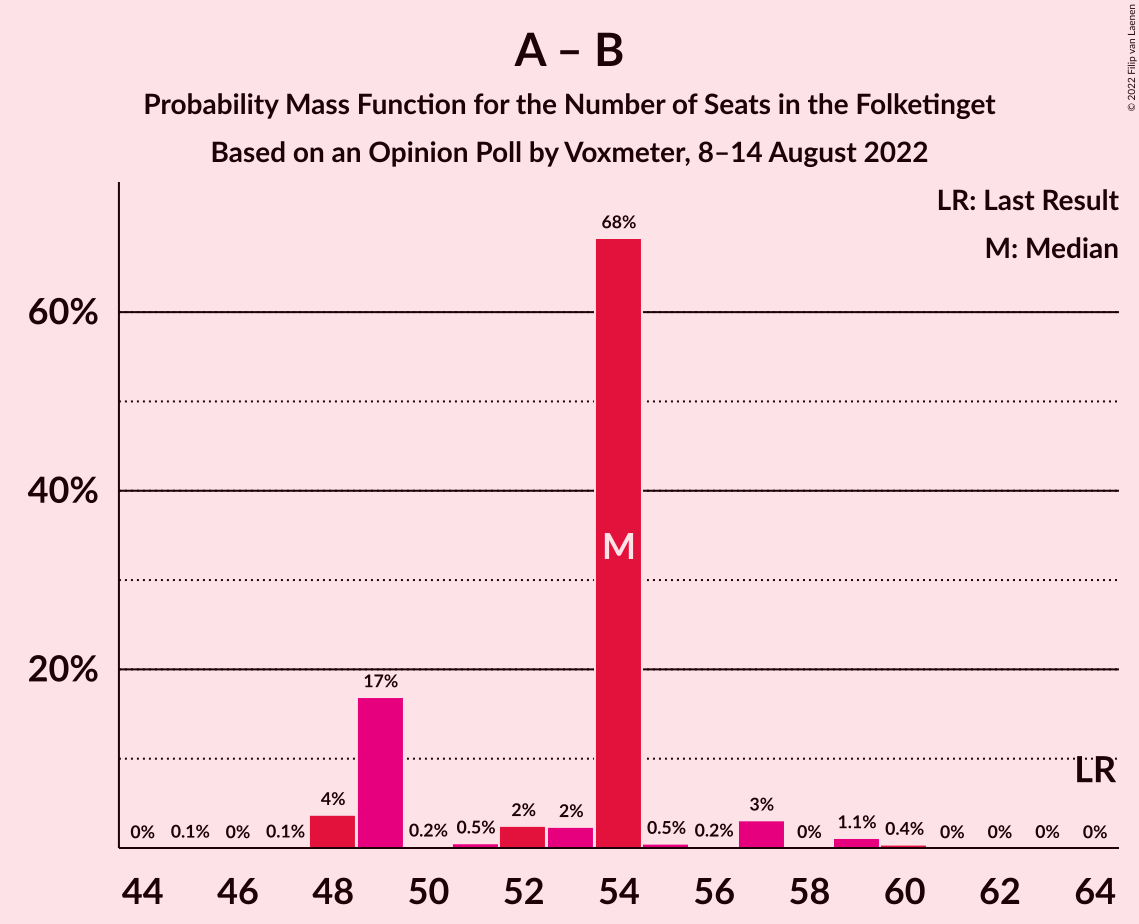 A – B
Probability Mass Function for the Number of Seats in the Folketinget
Based on an Opinion Poll by Voxmeter, 8–14 August 2022
© 2022 Filip van Laenen
LR: Last Result
M: Median
68%
60%
40%
M
20%
17%
LR
4%
3%
2%
2%
1.1%
0% 0.1% 0% 0.1% 0.2% 0.5% 0.5% 0.2% 0% 0.4% 0% 0% 0% 0%
44 46 48 50 52 54 56 58 60 62 64